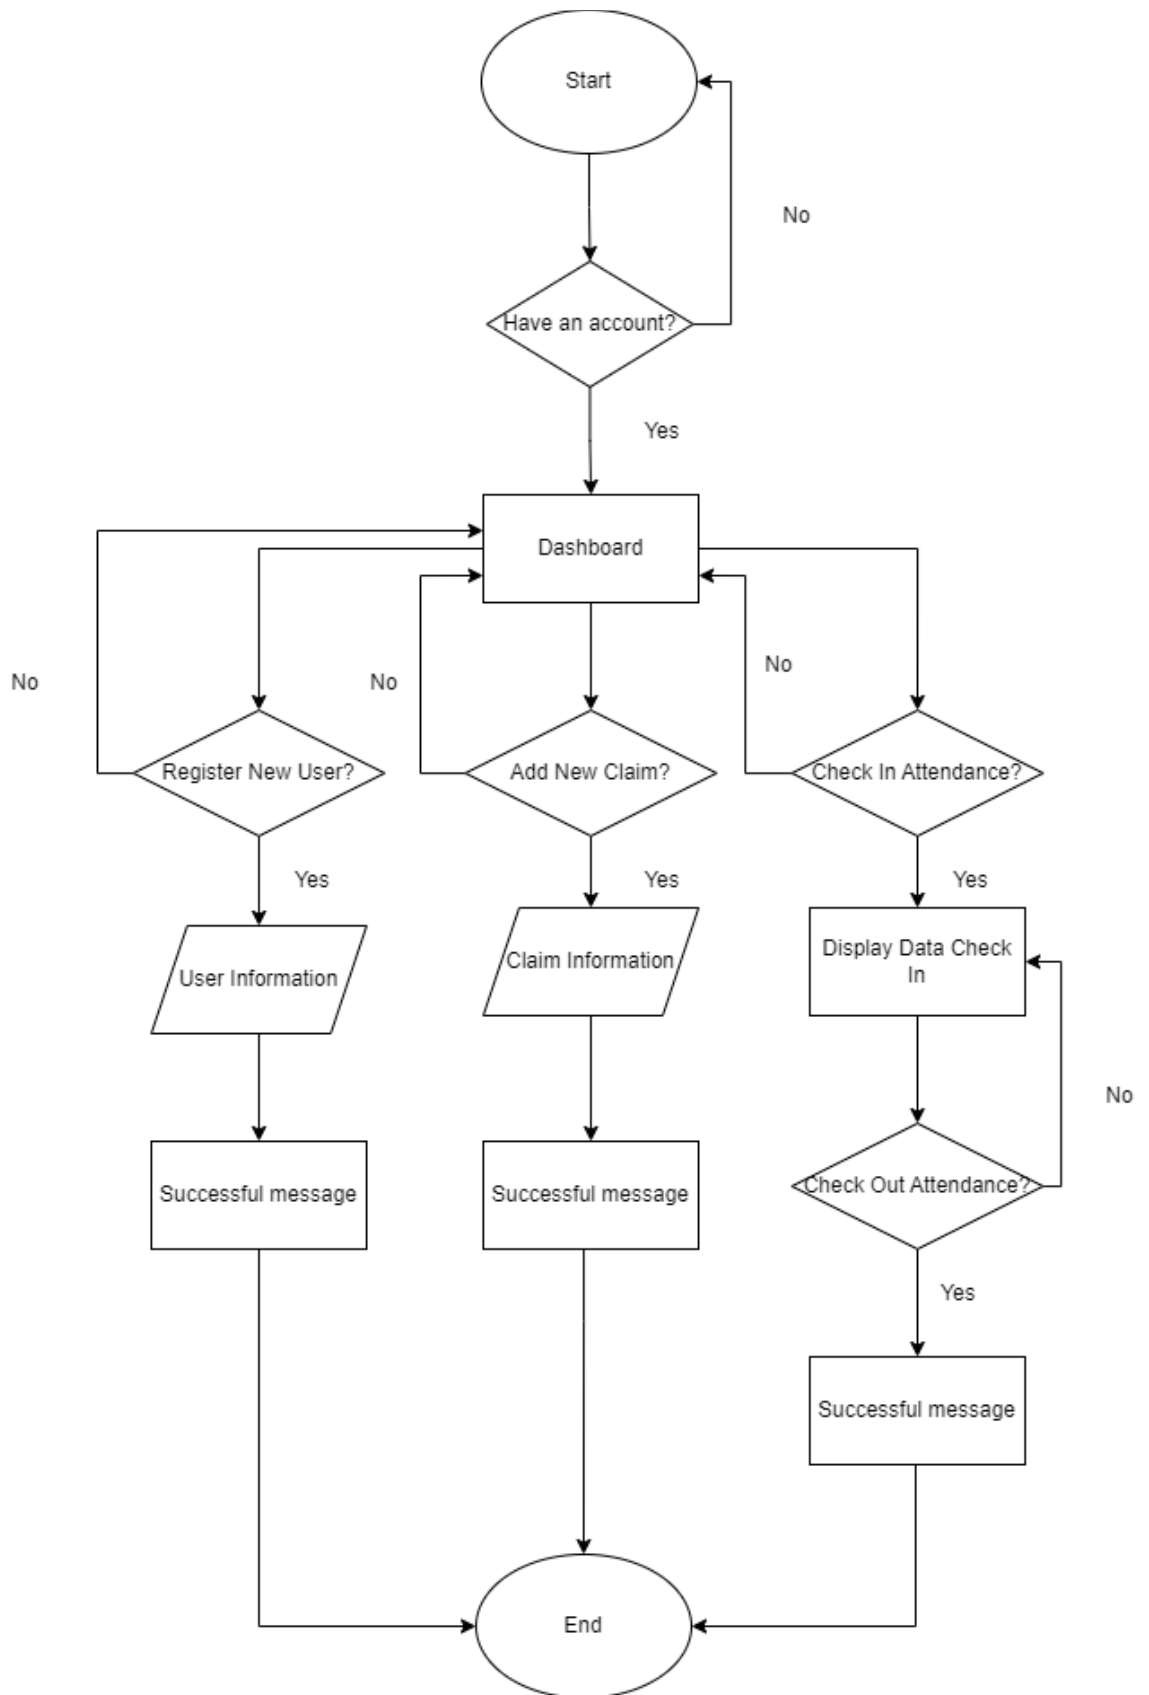 Start
No
Have an account?
Yes
Dashboard
No
No
No
Register New User?
Add New Claim?
Check In Attendance?
Yes
Yes
Yes
User Information
Claim Information
Display Data Check
In
No
Successful message
Successful message
Check Out Attendance?
Yes
Successful message
End